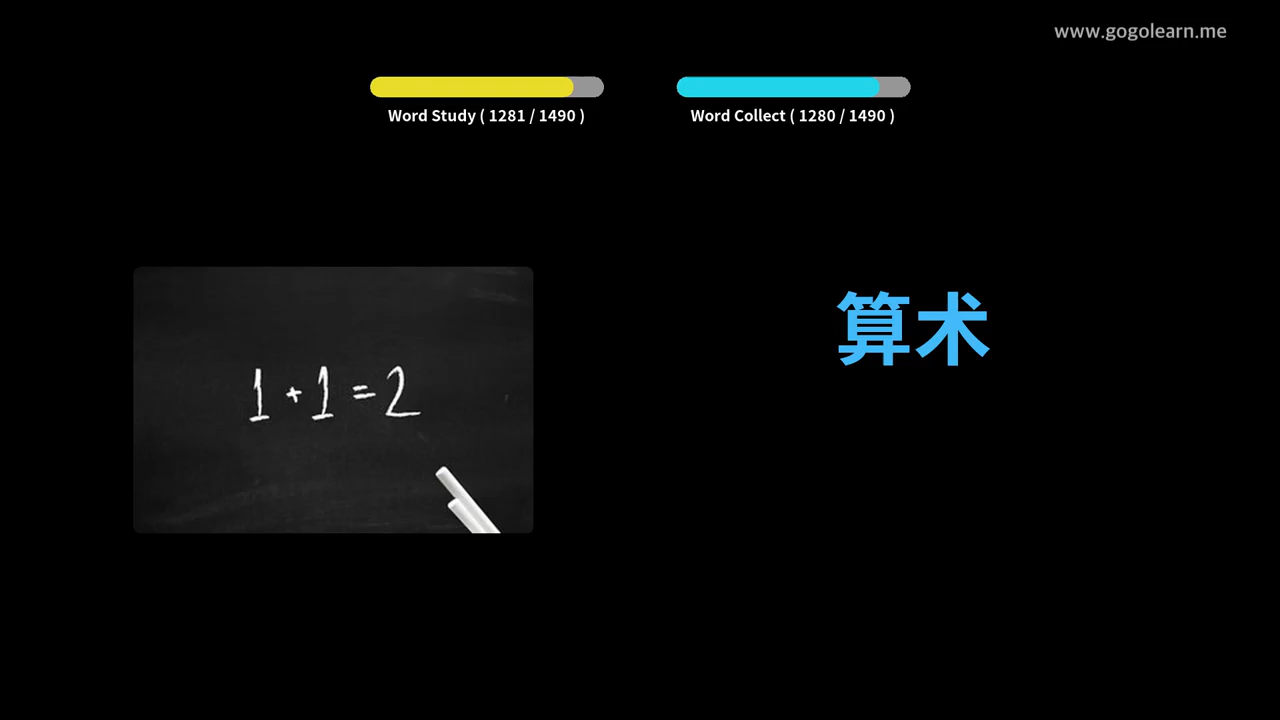 www.gogolearn.me
Word Study ( 1281 / 1490 )
Word Collect ( 1280 / 1490 )
算术
1 + 1 = 2